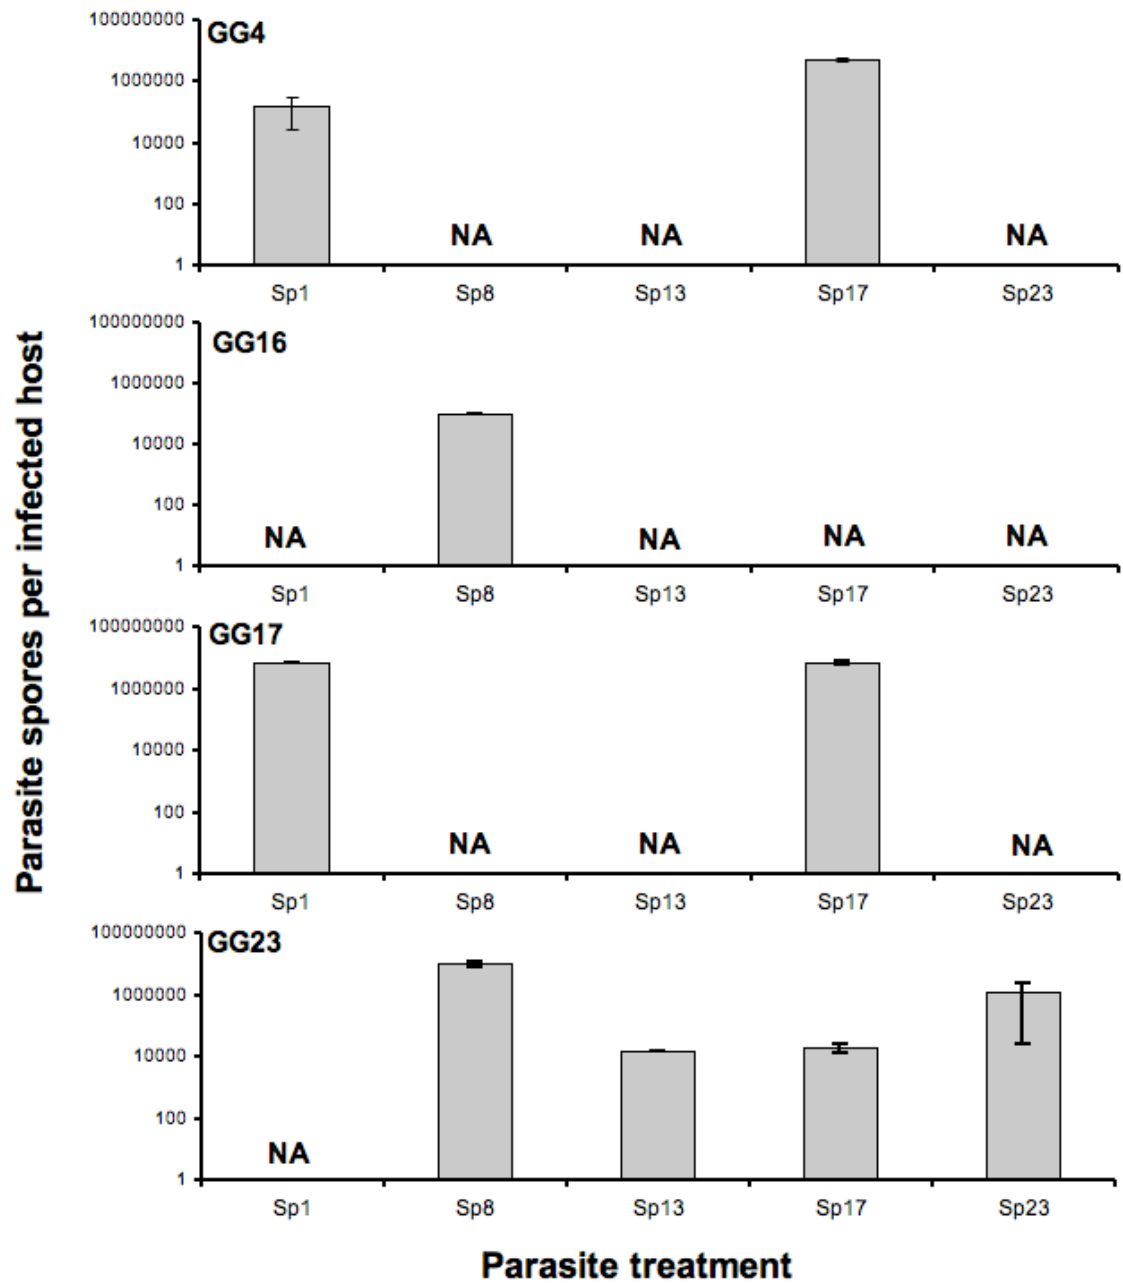 GG4
100000000
1000000
10000
100
1
NA NA NA
Sp1 Sp8 Sp13 Sp17 Sp23
GG16
100000000
1000000
10000
100
1
NA NA NA NA
Sp1 Sp8 Sp13 Sp17 Sp23
GG17
100000000
1000000
10000
100
1
NA NA NA
Sp1 Sp8 Sp13 Sp17 Sp23
GG23
100000000
1000000
10000
100
1
NA
Sp1 Sp8 Sp13 Sp17 Sp23
Parasite spores per infected host
Parasite treatment